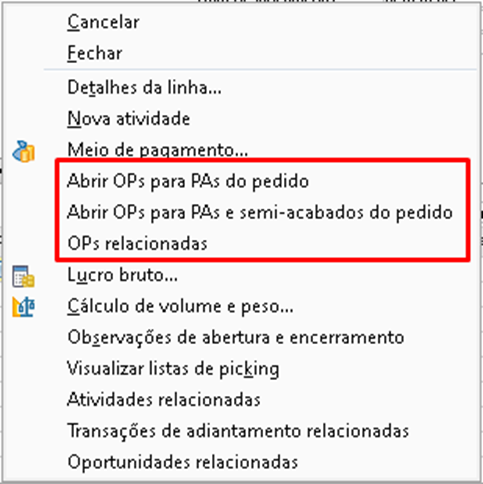 Cancelar
Fechar
Detalhes da linha...
Nova atividade
Meio de pagamento...
Abrir OPs para PAs do pedido
Abrir OPs para PAs e semi-acabados do pedido
OPs relacionadas
Lucro bruto...
Cálculo de volume e peso...
Observações de abertura e encerramento
Visualizar listas de picking
Atividades relacionadas
Transações de adiantamento relacionadas
Oportunidades relacionadas